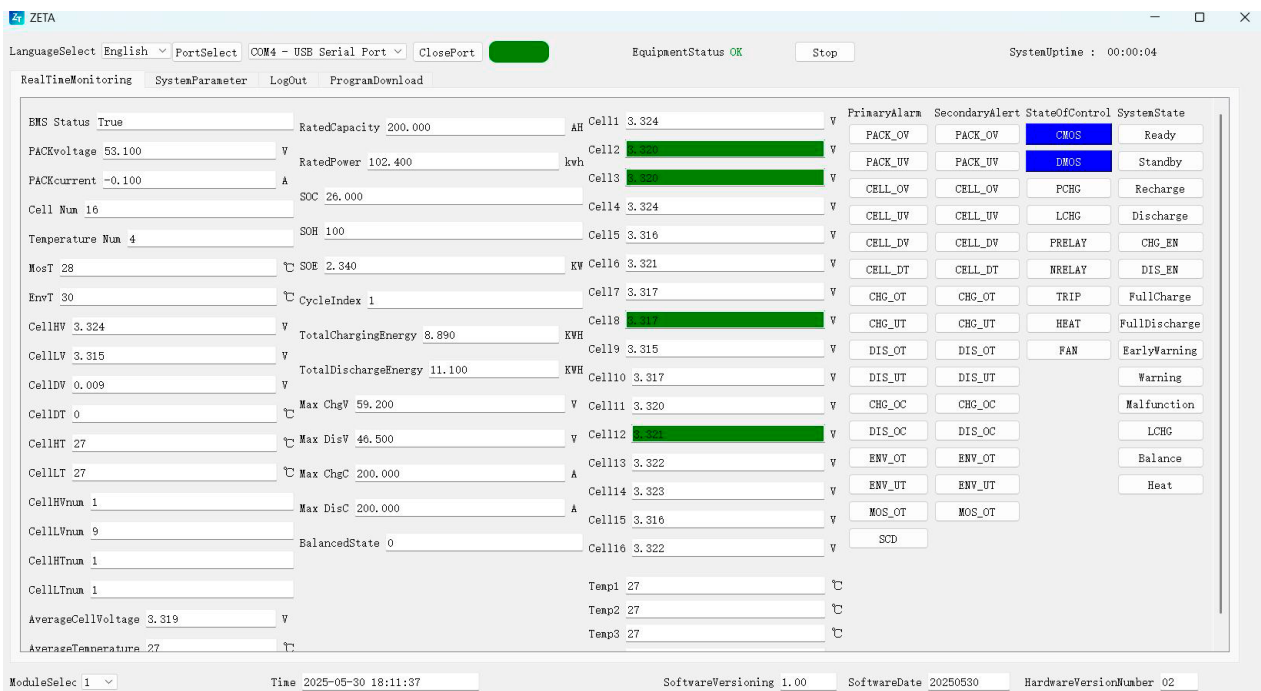 ZETA
LanguageSelect English PortSelect COM4 - USB Serial Port ClosePort EquipmentStatus OK Stop SystemUptime : 00:00:04
RealTimeMonitoring SystemParameter LogOut ProgramDownload
BMS Status True
PACKvoltage 53.100 V
PACKcurrent -0.100 A
Cell Num 16
Temperature Num 4
MosT 28 ℃
EnvT 30 ℃
CellHV 3.324 V
CellLV 3.315 V
CellDV 0.009 V
CellDT 0 ℃
CellHT 27 ℃
CellLT 27 ℃
CellHVnum 1
CellLVnum 9
CellHTnum 1
CellLTnum 1
AverageCellVoltage 3.319 V
AverageTemperature 27 ℃
RatedCapacity 200.000 AH
RatedPower 102.400 kwh
SOC 26.000
SOH 100
SOE 2.340 KW
CycleIndex 1
TotalChargingEnergy 8.890 KWH
TotalDischargeEnergy 11.100 KWH
Max ChgV 59.200 V
Max DisV 46.500 V
Max ChgC 200.000 A
Max DisC 200.000 A
BalancedState 0
Cell1 3.324 V
Cell2 3.320 V
Cell3 3.320 V
Cell4 3.324 V
Cell5 3.316 V
Cell6 3.321 V
Cell7 3.317 V
Cell8 3.317 V
Cell9 3.315 V
Cell10 3.317 V
Cell11 3.320 V
Cell12 3.321 V
Cell13 3.322 V
Cell14 3.323 V
Cell15 3.316 V
Cell16 3.322 V
Temp1 27 ℃
Temp2 27 ℃
Temp3 27 ℃
PrimaryAlarm SecondaryAlert StateOfControl SystemState
PACK_OV PACK_OV CMOS Ready
PACK_UV PACK_UV DMOS Standby
CELL_OV CELL_OV PCHG Recharge
CELL_UV CELL_UV LCHG Discharge
CELL_DV CELL_DV PRELAY CHG_EN
CELL_DT CELL_DT NRELAY DIS_EN
CHG_OT CHG_OT TRIP FullCharge
CHG_UT CHG_UT HEAT FullDischarge
DIS_OT DIS_OT FAN EarlyWarning
DIS_UT DIS_UT Warning
CHG_OC CHG_OC Malfunction
DIS_OC DIS_OC LCHG
ENV_OT ENV_OT Balance
ENV_UT ENV_UT Heat
MOS_OT MOS_OT
SCD
ModuleSelec 1 Time 2025-05-30 18:11:37 SoftwareVersioning 1.00 SoftwareDate 20250530 HardwareVersionNumber 02